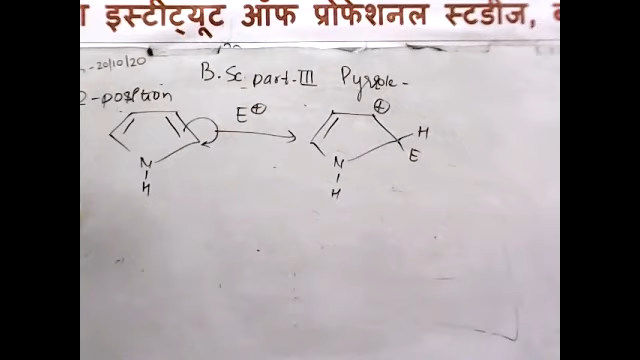 इंस्टीट्यूट ऑफ प्रोफेशनल स्टडीज,
20/10/20
B.Sc. part-III Pyrrole-
2-position
E⊕
⊕
H
E
N
H
N
H